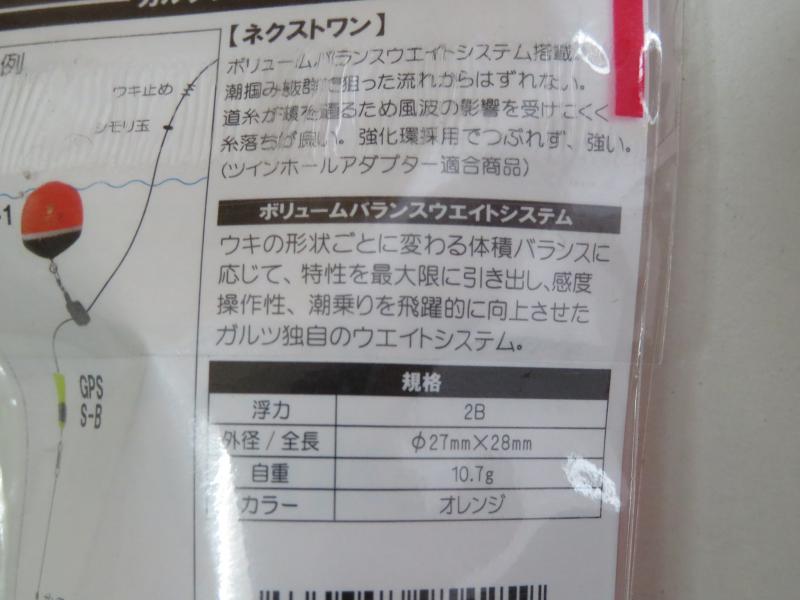 例
ウキ止め
シモリ玉
-1
GPS
S-B
【ネクストワン】
ボリュームバランスウエイトシステム搭載。
潮掴み抜群で狙った流れからはずれない。
道糸が環を通るため風波の影響を受けにくく
糸落ちが良い。強化環採用でつぶれず、強い。
(ツインホールアダプター適合商品)
ボリュームバランスウエイトシステム
ウキの形状ごとに変わる体積バランスに
応じて、特性を最大限に引き出し、感度
操作性、潮乗りを飛躍的に向上させた
ガルツ独自のウエイトシステム。
規格
浮力 2B
外径/全長 φ27mm×28mm
自重 10.7g
カラー オレンジ